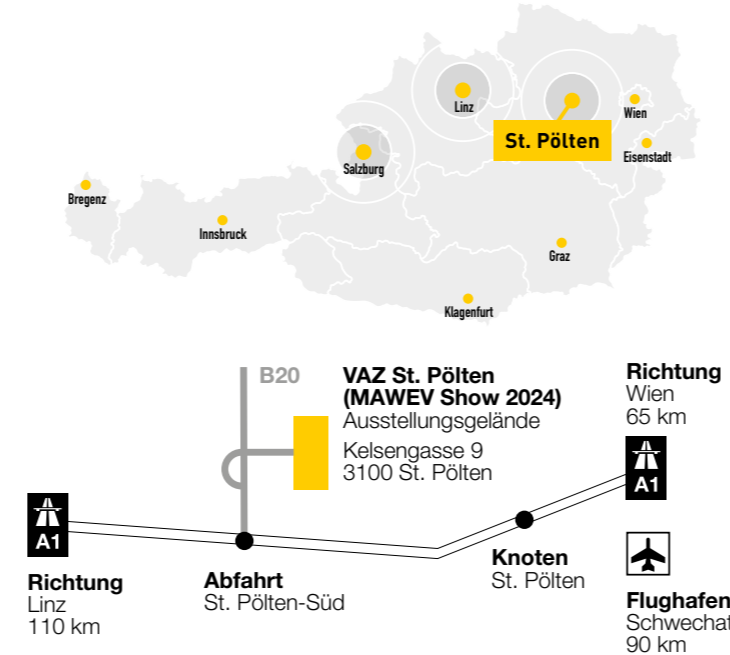 Linz
Wien
St. Pölten
Eisenstadt
Salzburg
Bregenz
Innsbruck
Graz
Klagenfurt
B20
VAZ St. Pölten
(MAWEV Show 2024)
Ausstellungsgelände
Kelsengasse 9
3100 St. Pölten
Richtung
Wien
65 km
A1
A1
Richtung
Linz
110 km
Abfahrt
St. Pölten-Süd
Knoten
St. Pölten
Flughafen
Schwechat
90 km